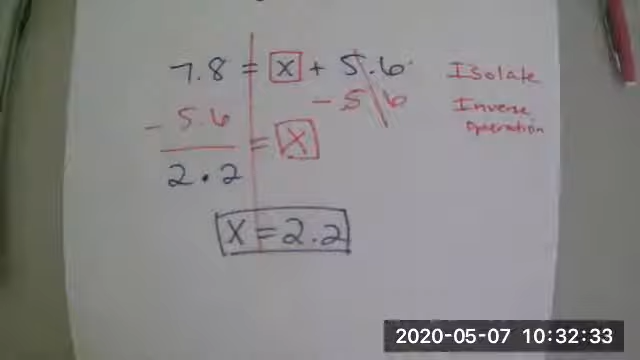 7.8 = x + 5.6 Isolate
- 5.6 - 5.6 Inverse
operation
= x
2.2
x = 2.2
2020-05-07 10:32:33